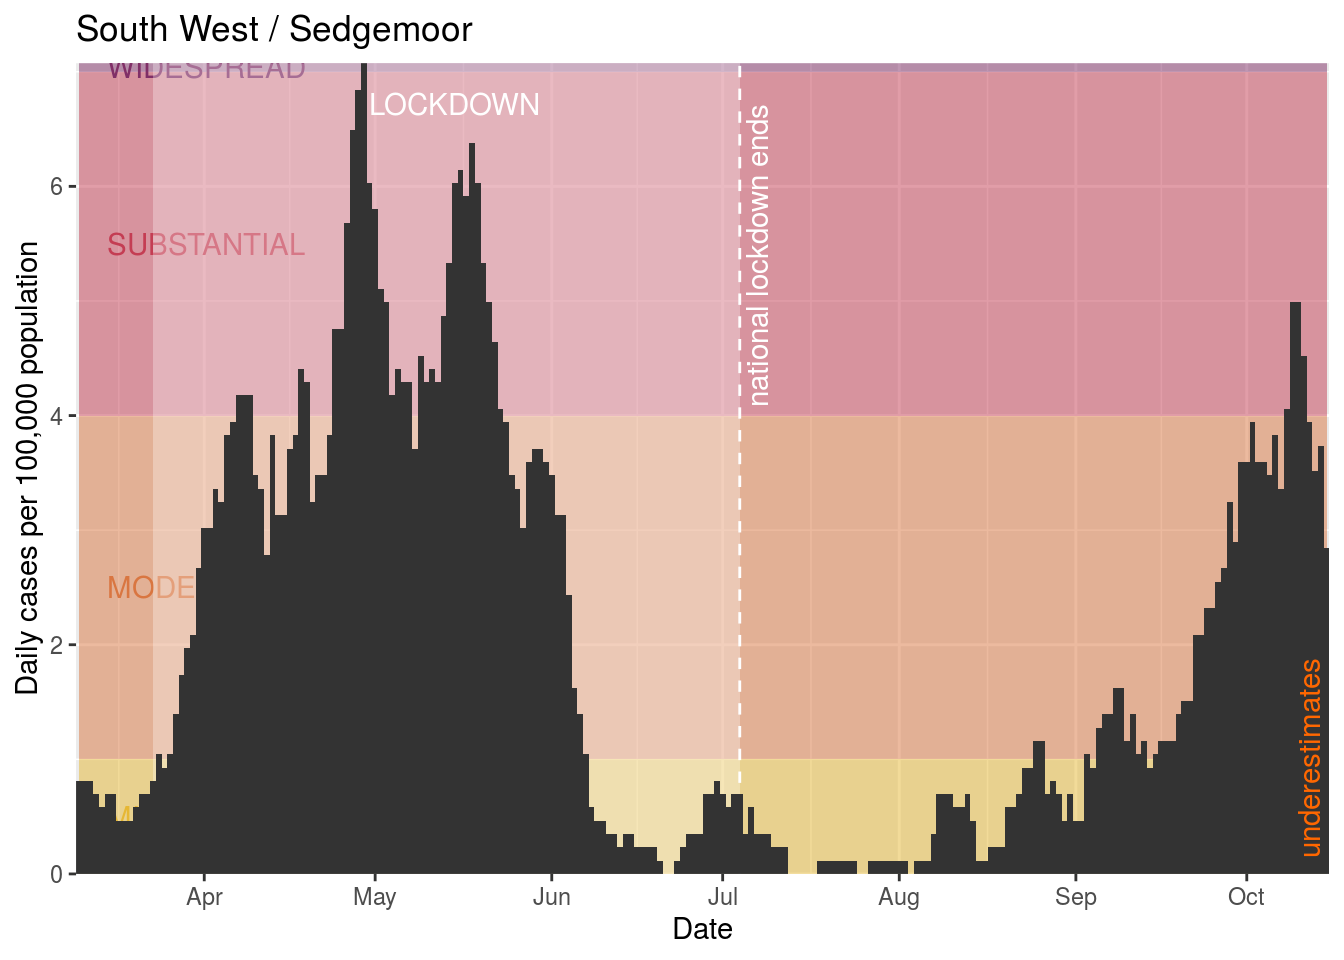 South West / Sedgemoor
WIDESPREAD
LOCKDOWN
national lockdown ends
SUBSTANTIAL
MODE
underestimates
Daily cases per 100,000 population
6
4
2
0
Apr
May
Jun
Jul
Aug
Sep
Oct
Date